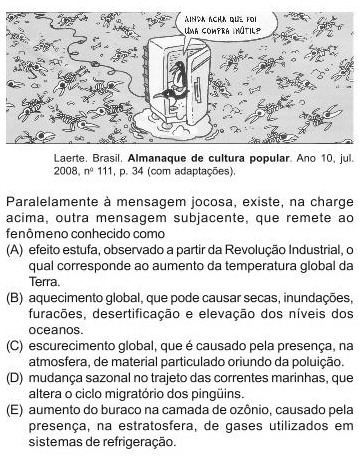 AINDA ACHA QUE FOI
UMA COMPRA INÚTIL?
Laerte. Brasil. Almanaque de cultura popular. Ano 10, jul.
2008, nº 111, p. 34 (com adaptações).
Paralelamente à mensagem jocosa, existe, na charge
acima, outra mensagem subjacente, que remete ao
fenômeno conhecido como
(A) efeito estufa, observado a partir da Revolução Industrial, o
qual corresponde ao aumento da temperatura global da
Terra.
(B) aquecimento global, que pode causar secas, inundações,
furacões, desertificação e elevação dos níveis dos
oceanos.
(C) escurecimento global, que é causado pela presença, na
atmosfera, de material particulado oriundo da poluição.
(D) mudança sazonal no trajeto das correntes marinhas, que
altera o ciclo migratório dos pingüins.
(E) aumento do buraco na camada de ozônio, causado pela
presença, na estratosfera, de gases utilizados em
sistemas de refrigeração.